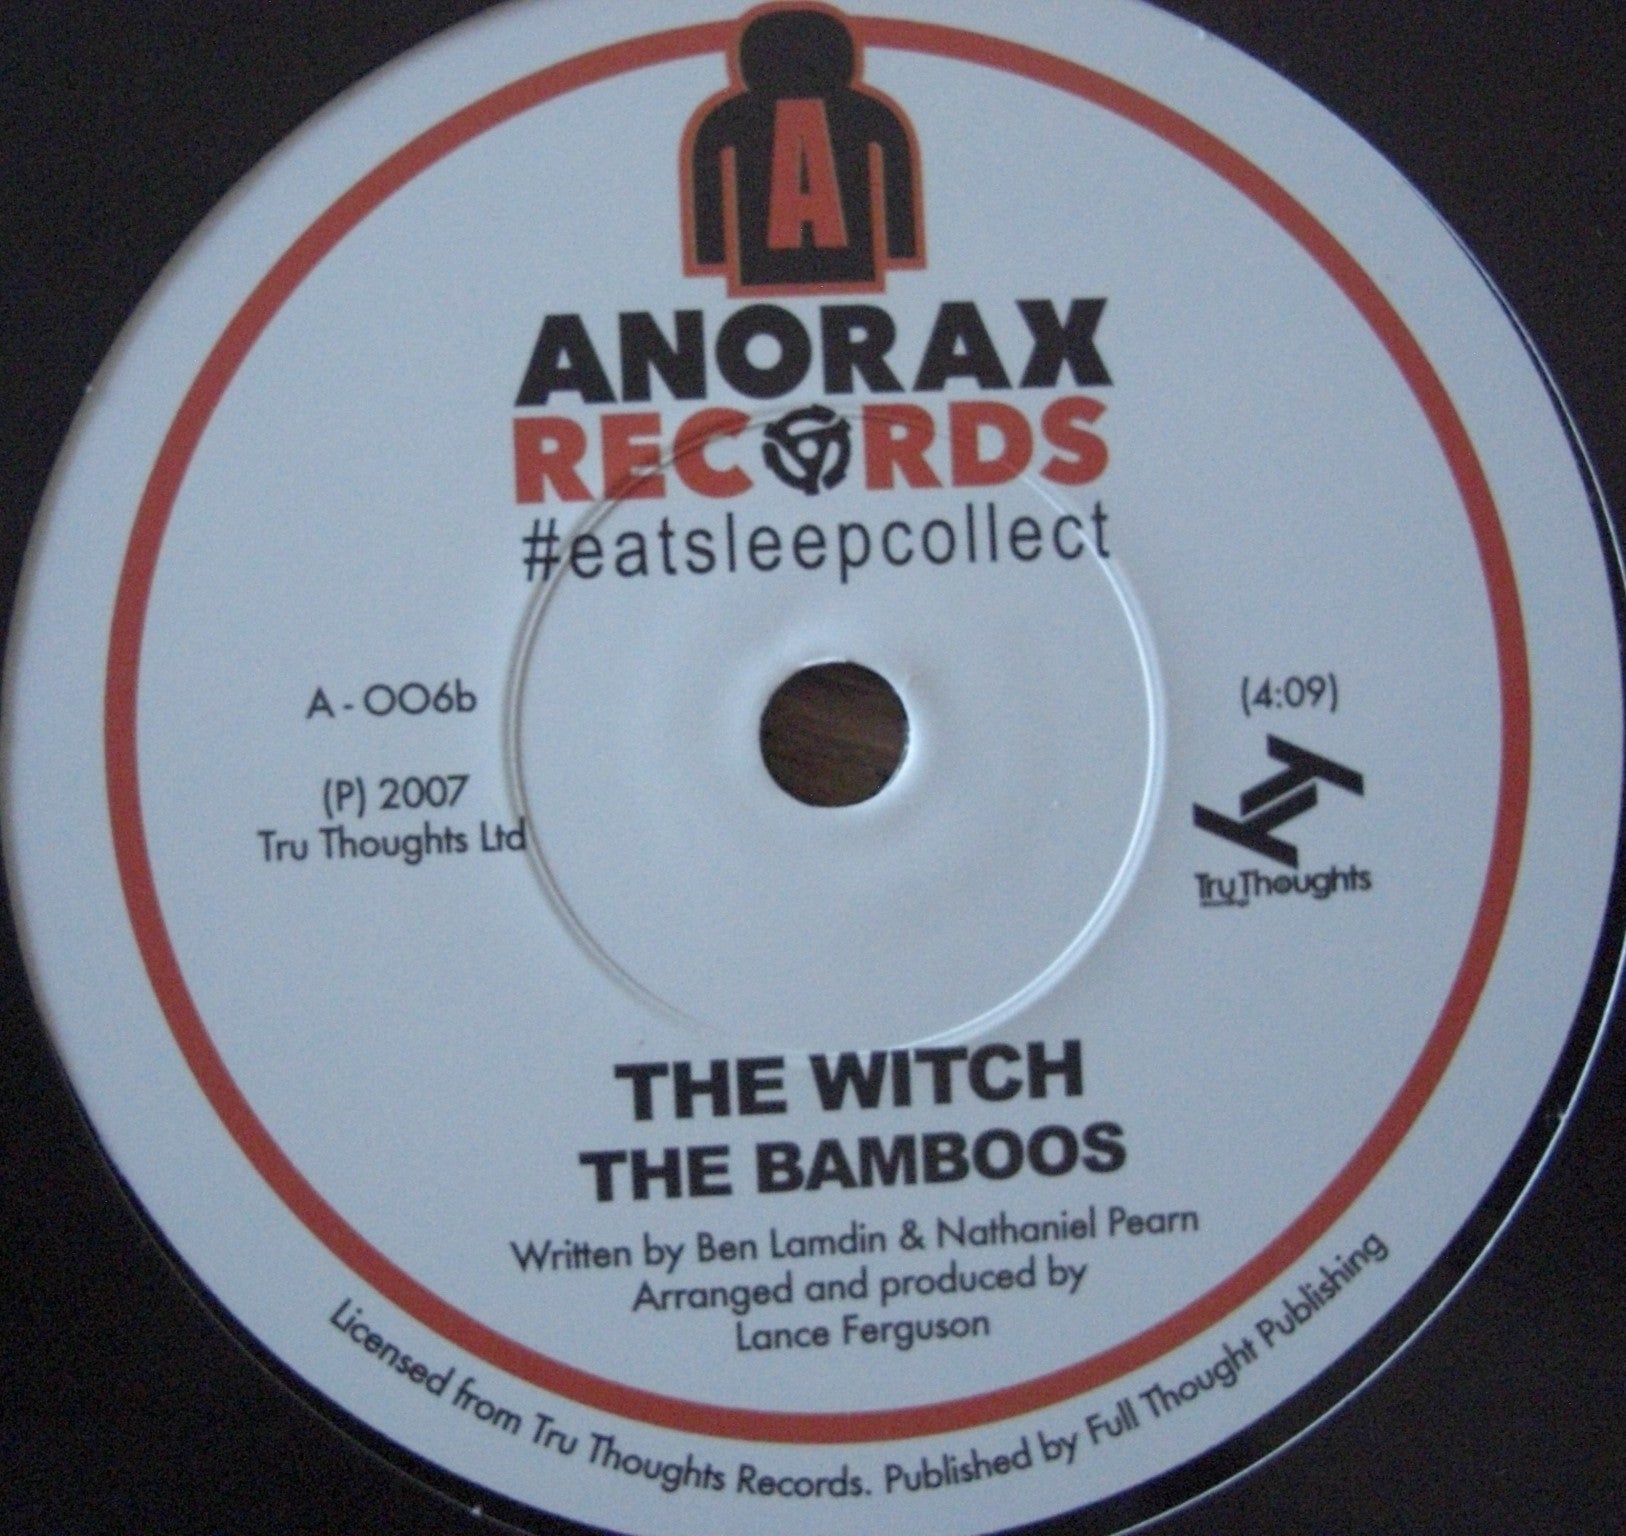 A
ANORAX
RECORDS
#eatsleepcollect
A - 006b
(4:09)
(P) 2007
Tru Thoughts Ltd
Tru Thoughts
THE WITCH
THE BAMBOOS
Written by Ben Lamdin & Nathaniel Pearn
Arranged and produced by
Lance Ferguson
Licensed from Tru Thoughts Records. Published by Full Thought Publishing